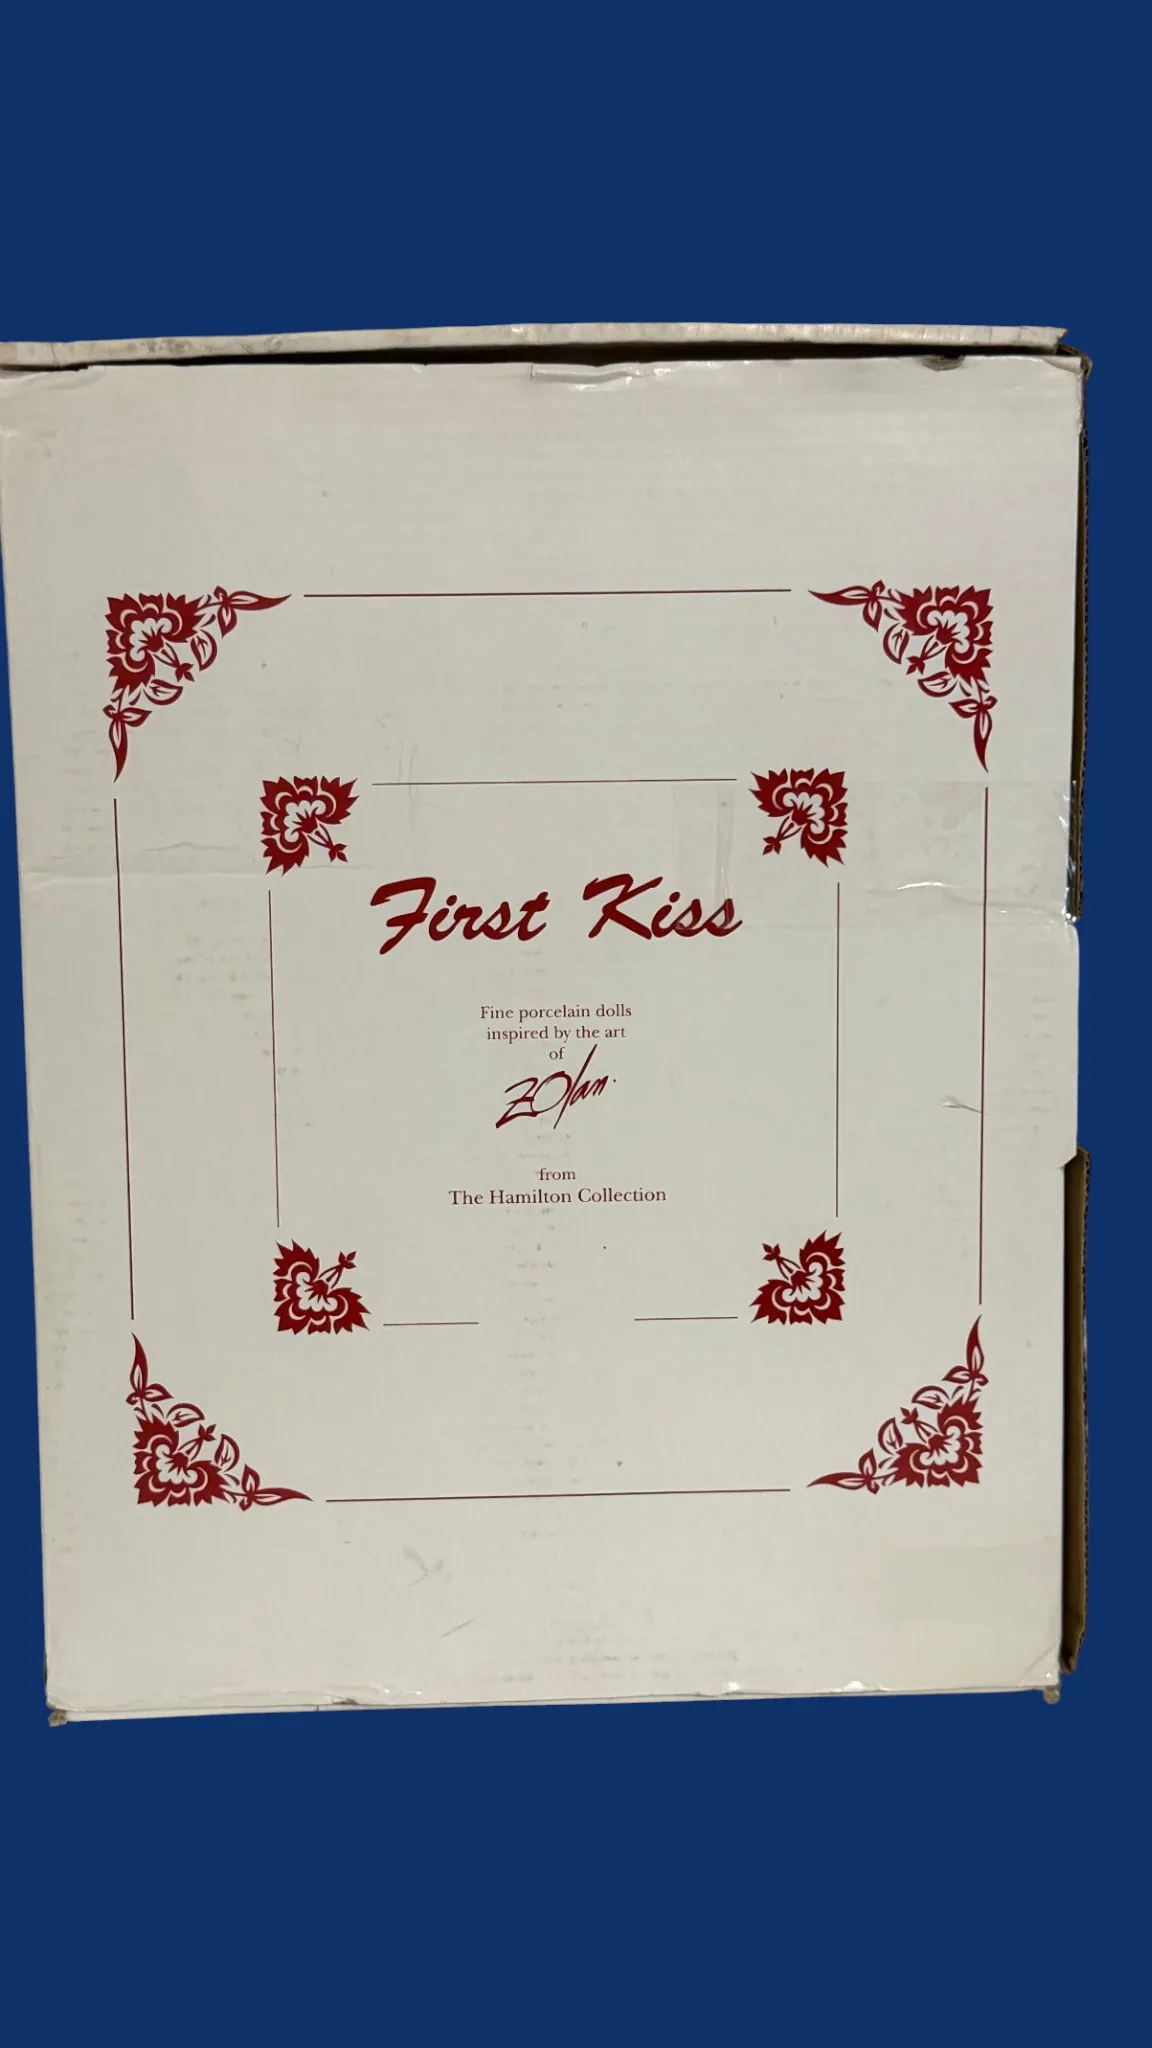 First Kiss
Fine porcelain dolls
inspired by the art
of
Zolan.
from
The Hamilton Collection